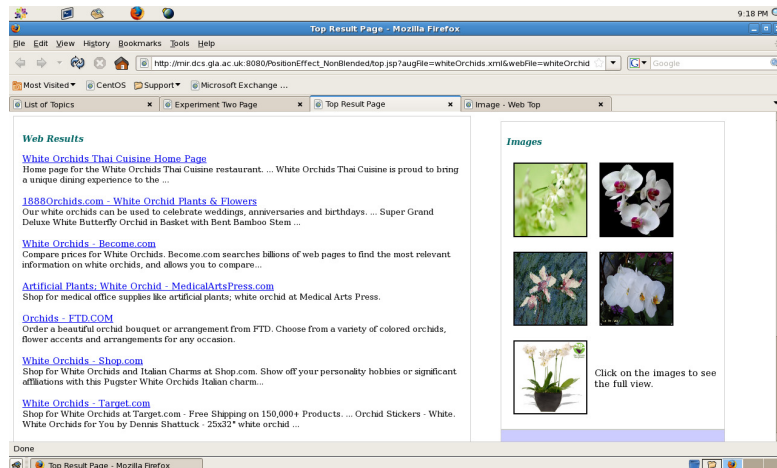 9:18 PM
Top Result Page - Mozilla Firefox
File Edit View History Bookmarks Tools Help
http://mir.dcs.gla.ac.uk:8080/PositionEffect_NonBlended/top.jsp?augFile=whiteOrchids.xml&webFile=whiteOrchid
Google
Most Visited CentOS Support Microsoft Exchange ...
List of Topics Experiment Two Page Top Result Page Image - Web Top
Web Results
White Orchids Thai Cuisine Home Page
Home page for the White Orchids Thai Cuisine restaurant. ... White Orchids Thai Cuisine is proud to bring
a unique dining experience to the ...
1888Orchids.com - White Orchid Plants & Flowers
Our white orchids can be used to celebrate weddings, anniversaries and birthdays. ... Super Grand
Deluxe White Butterfly Orchid in Basket with Bent Bamboo Stem ...
White Orchids - Become.com
Compare prices for White Orchids. Become.com searches billions of web pages to find the most relevant
information on white orchids, and allows you to compare...
Artificial Plants; White Orchid - MedicalArtsPress.com
Shop for medical office supplies like artificial plants; white orchid at Medical Arts Press.
Orchids - FTD.COM
Order a beautiful orchid bouquet or arrangement from FTD. Choose from a variety of colored orchids,
flower accents and arrangements for any occasion.
White Orchids - Shop.com
Shop for White Orchids and Italian Charms at Shop.com. Show off your personality hobbies or significant
affiliations with this Pugster White Orchids Italian charm...
White Orchids - Target.com
Shop for White Orchids at Target.com - Free Shipping on 150,000+ Products. ... Orchid Stickers - White.
White Orchids for You by Dennis Shattuck - 25x32" white orchid ...
Images
Click on the images to see
the full view.
Done
Top Result Page - Mozilla Firefox